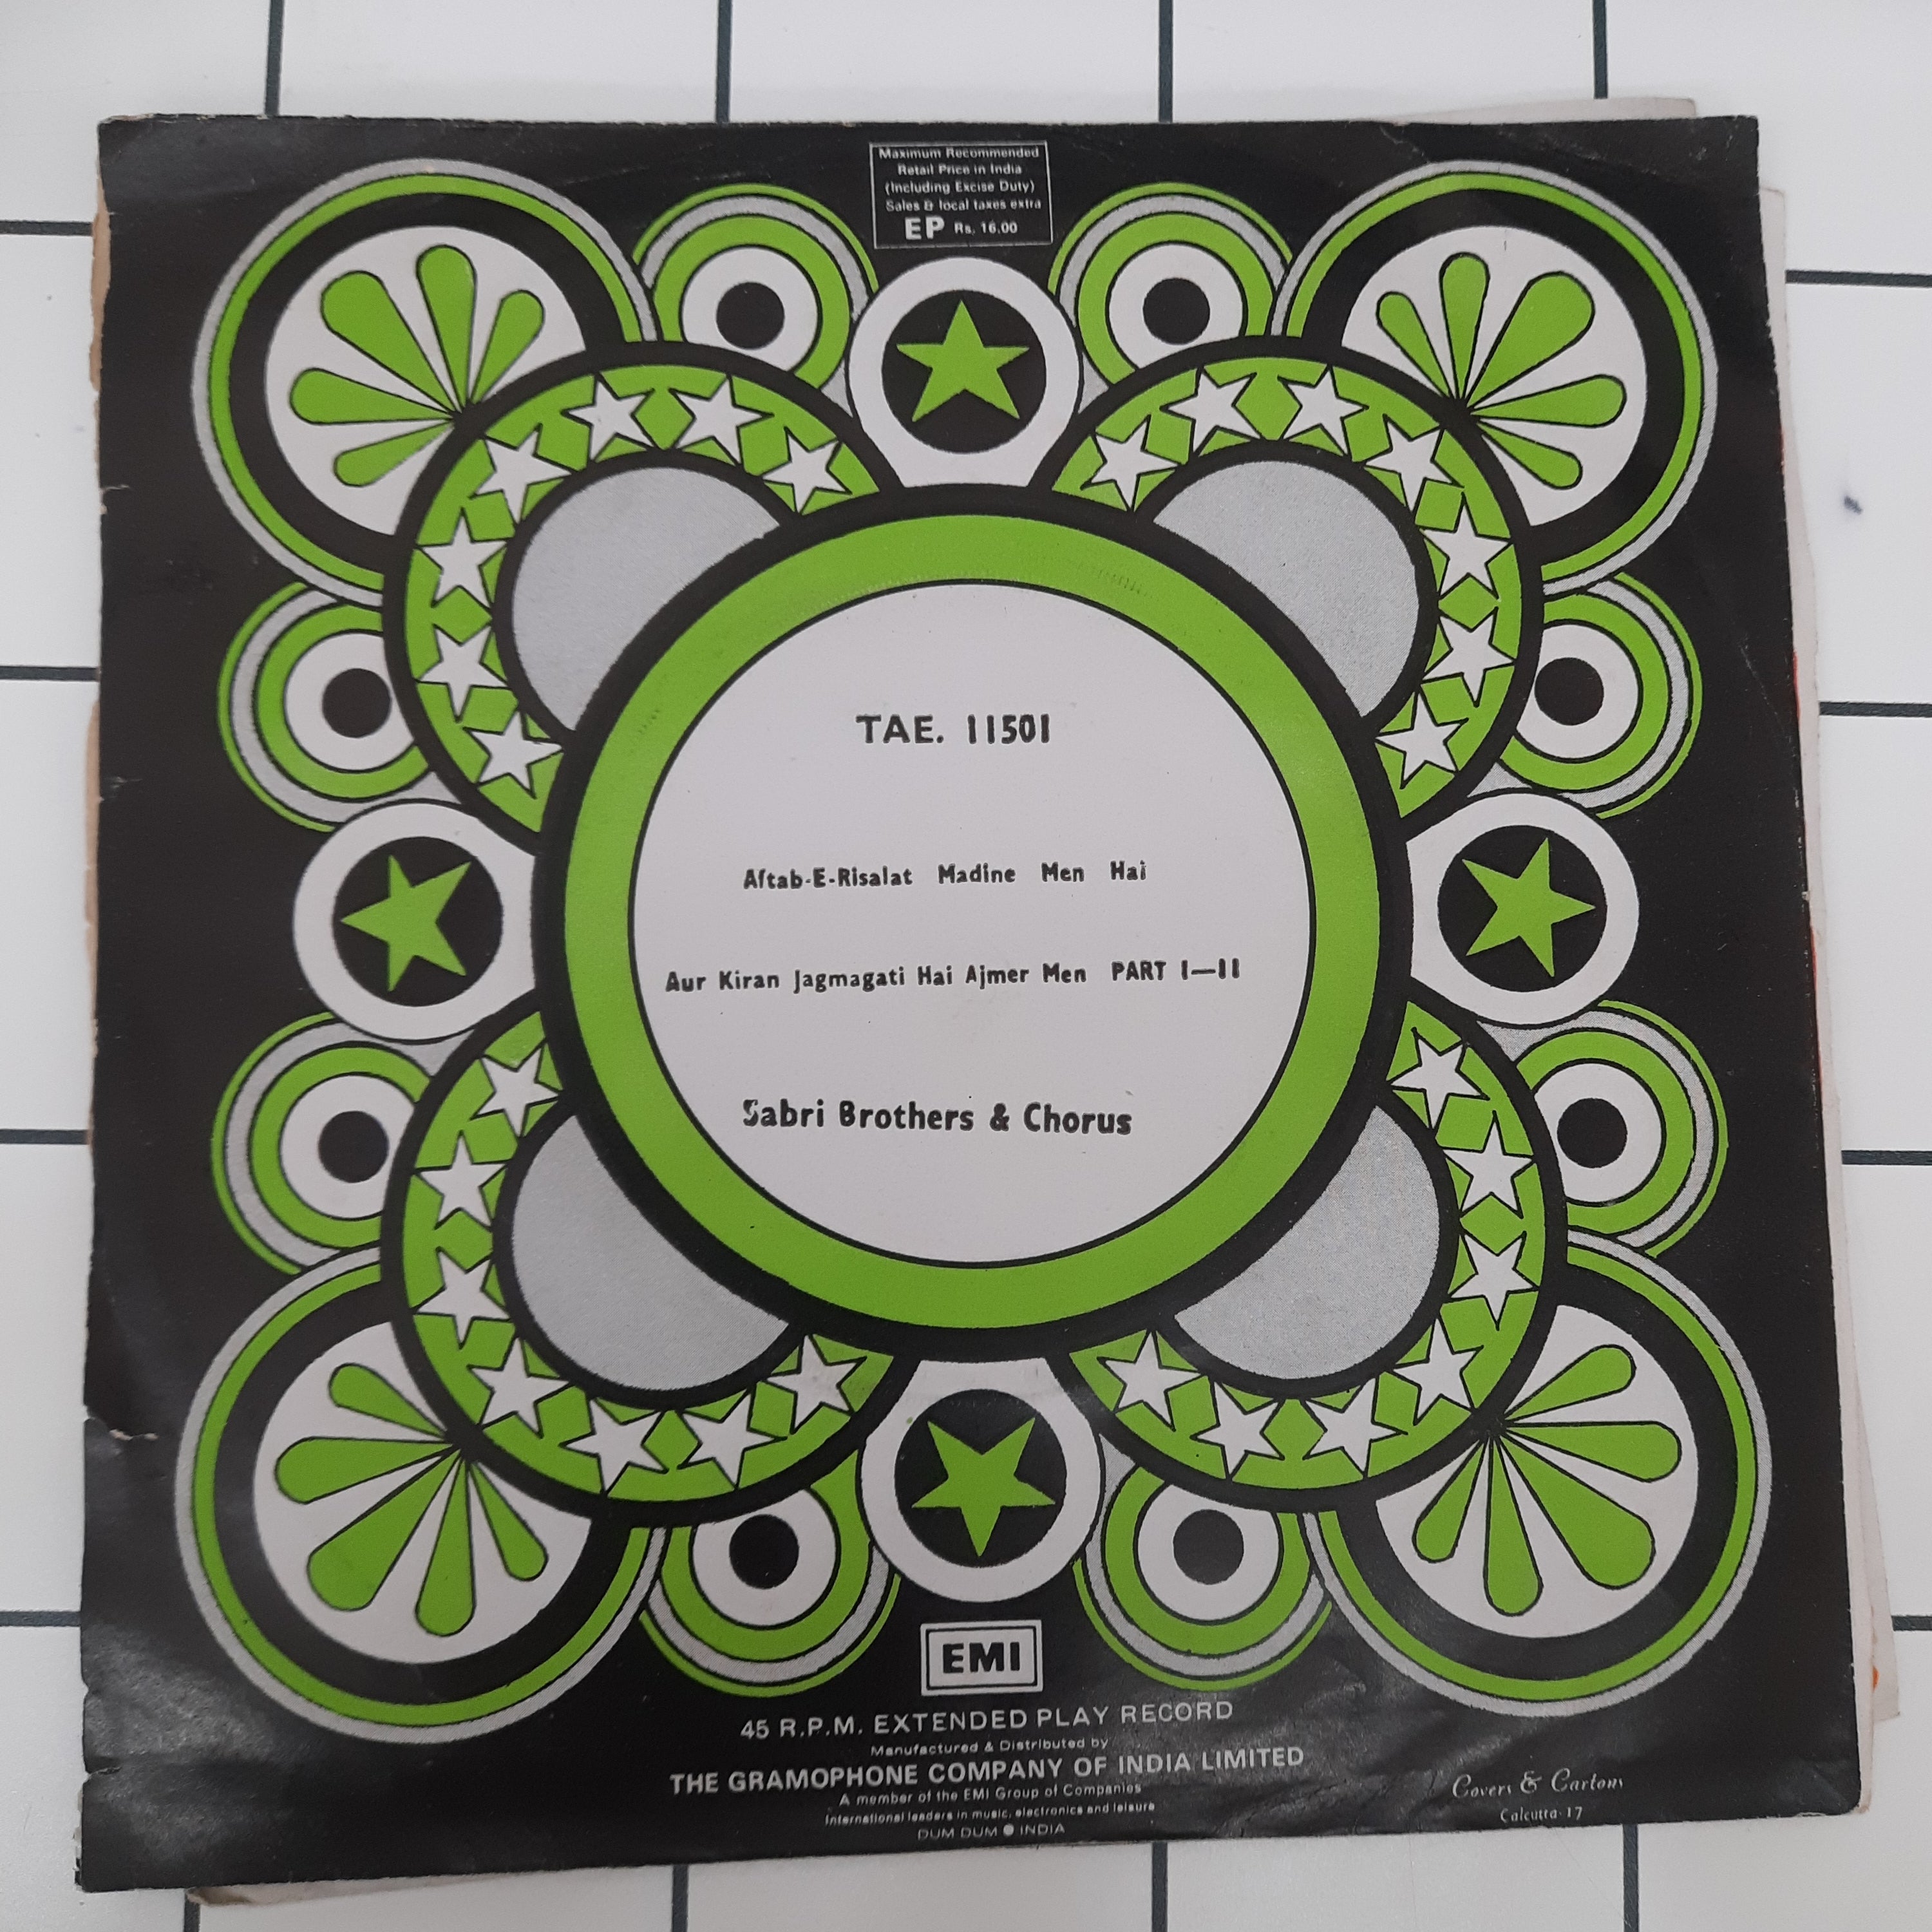 Maximum Recommended
Retail Price in India
(Including Excise Duty)
Sales & local taxes extra
EP Rs. 16.00
TAE. 11501
Aftab-E-Risalat Madine Men Hai
Aur Kiran Jagmagati Hai Ajmer Men PART I—II
Sabri Brothers & Chorus
EMI
45 R.P.M. EXTENDED PLAY RECORD
Manufactured & Distributed by
THE GRAMOPHONE COMPANY OF INDIA LIMITED
A member of the EMI Group of Companies
International leaders in music, electronics and leisure
DUM DUM ● INDIA
Covers & Cartons
Calcutta-17